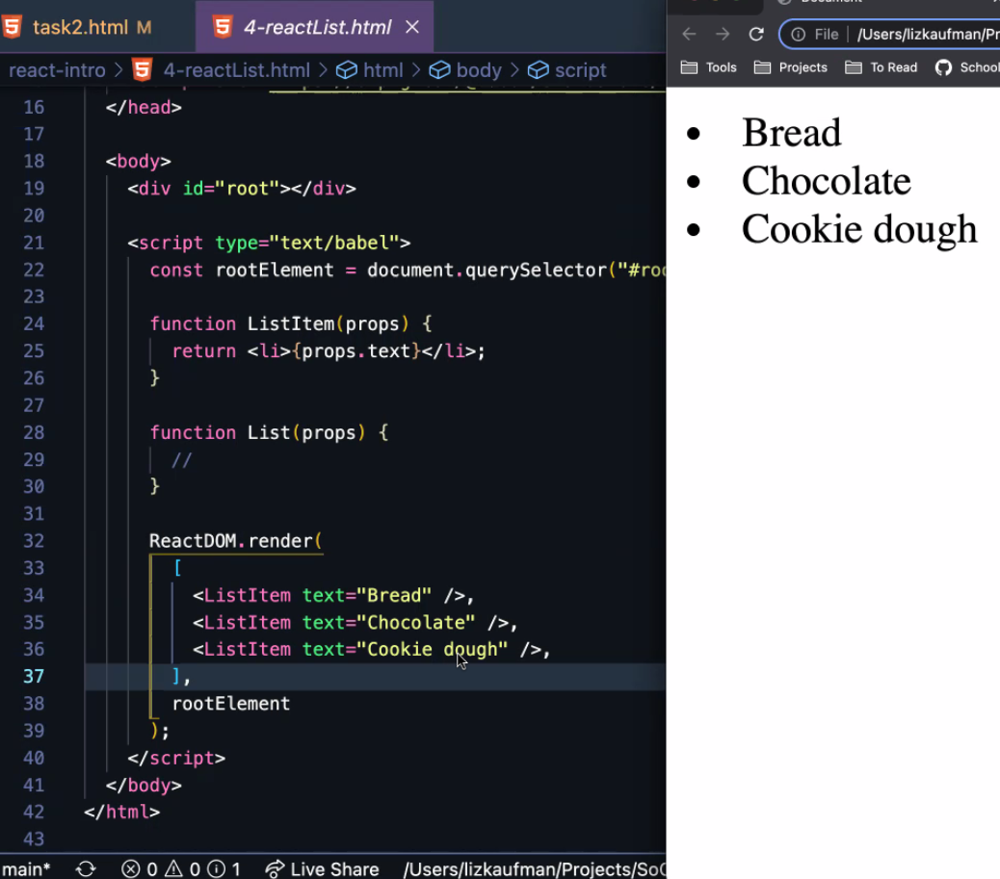 task2.html M
4-reactList.html
react-intro > 4-reactList.html > html > body > script
16 </head>
17
18 <body>
19 <div id="root"></div>
20
21 <script type="text/babel">
22 const rootElement = document.querySelector("#roo
23
24 function ListItem(props) {
25 return <li>{props.text}</li>;
26 }
27
28 function List(props) {
29 //
30 }
31
32 ReactDOM.render(
33 [
34 <ListItem text="Bread" />,
35 <ListItem text="Chocolate" />,
36 <ListItem text="Cookie dough" />,
37 ],
38 rootElement
39 );
40 </script>
41 </body>
42 </html>
43
main* 0 0 1 Live Share /Users/lizkaufman/Projects/SoC
Document
File /Users/lizkaufman/Pr
Tools Projects To Read School
• Bread
• Chocolate
• Cookie dough